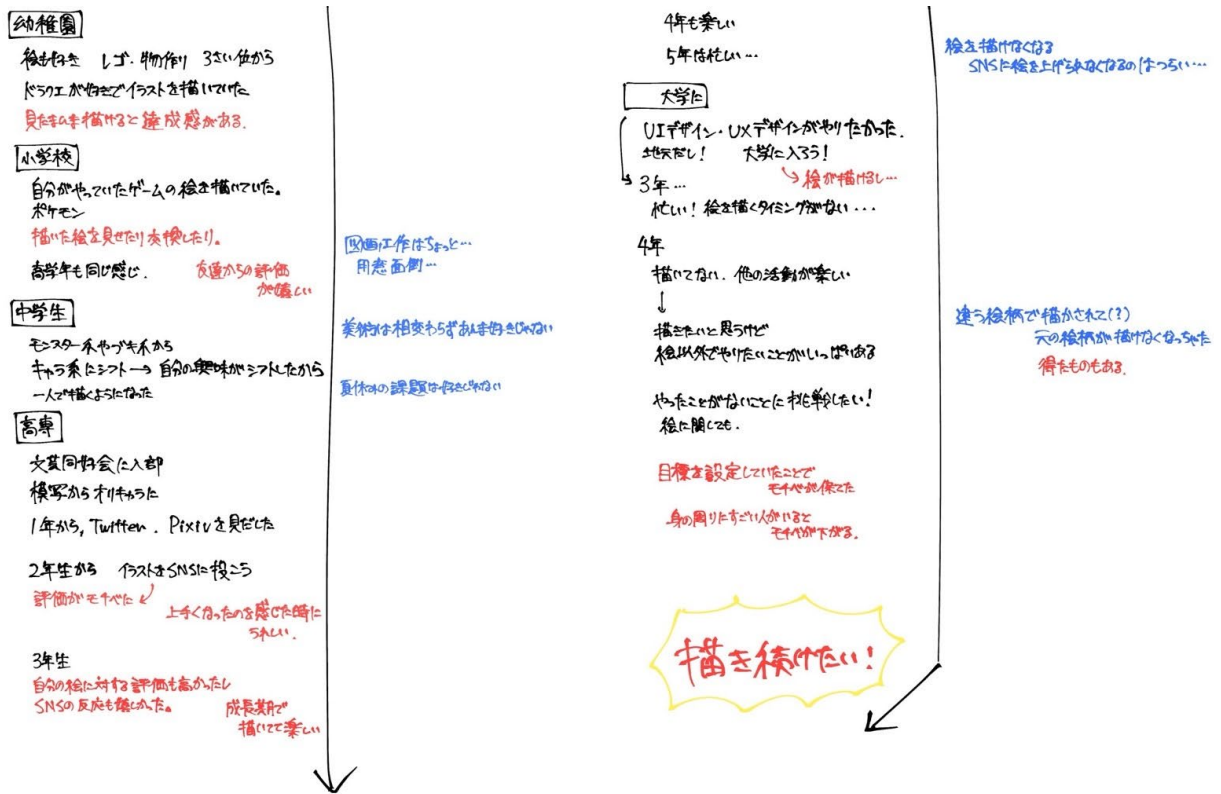 幼稚園
絵も好き レゴ・物作り 3さい位から
ドラクエが好きでイラストを描いていた
見たまんま描けると達成感がある.
小学校
自分がやっていたゲームの絵を描いていた。
ポケモン
描いた絵を見せたり交換したり。
高学年も同じ感じ.
友達からの評価
が嬉しい
図画工作はちょっと…
用意面倒…
中学生
美術は相変わらずあんま好きじゃない
モンスター系やブキ系から
キャラ系にシフト→自分の興味がシフトしたから
一人で描くようになった
夏休みの課題は好きじゃない
高専
文芸同好会に入部
模写からオリキャラに
1年から,Twitter.Pixivを見だした
2年生から イラストをSNSに投こう
評価がモチベに
上手くなったのを感じた時に
うれしい.
3年生
自分の絵に対する評価も高かったし
SNSの反応も嬉しかった。
成長期で
描いてて楽しい
4年も楽しい
5年は忙しい…
絵を描けなくなる
SNSに絵を上げられなくなるのはつらい…
大学に
UIデザイン・UXデザインがやりたかった.
地元だし! 大学に入ろう!
絵が描けるし…
3年…
忙しい!絵を描くタイミングがない...
4年
描いてない.他の活動が楽しい
↓
描きたいと思うけど
絵以外でやりたいことがいっぱいある
違う絵柄で描かされて(?)
元の絵柄が描けなくなっちゃた
得たものもある.
やったことがないことに挑戦したい!
絵に関しても.
目標を設定していたことで
モチベが保てた
身の周りにすごい人がいると
モチベが下がる.
描き続けたい!